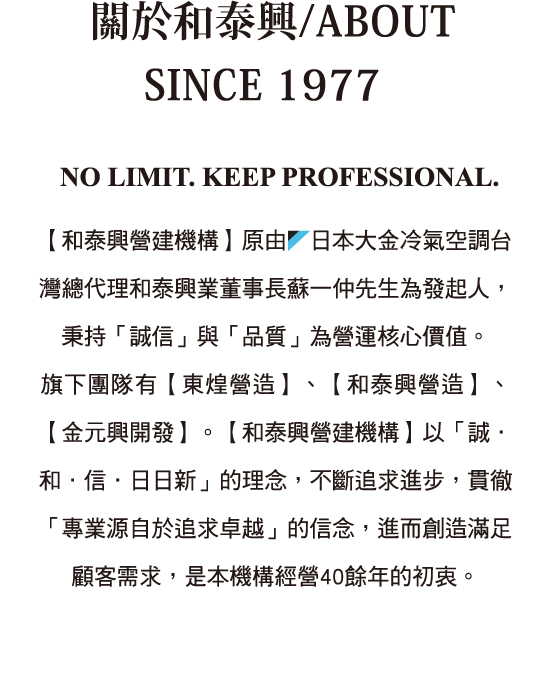 關於和泰興/ABOUT
SINCE 1977
NO LIMIT. KEEP PROFESSIONAL.
【和泰興營建機構】原由日本大金冷氣空調台
灣總代理和泰興業董事長蘇一仲先生為發起人，
秉持「誠信」與「品質」為營運核心價值。
旗下團隊有【東煌營造】、【和泰興營造】、
【金元興開發】。【和泰興營建機構】以「誠·
和·信·日日新」的理念，不斷追求進步，貫徹
「專業源自於追求卓越」的信念，進而創造滿足
顧客需求，是本機構經營40餘年的初衷。